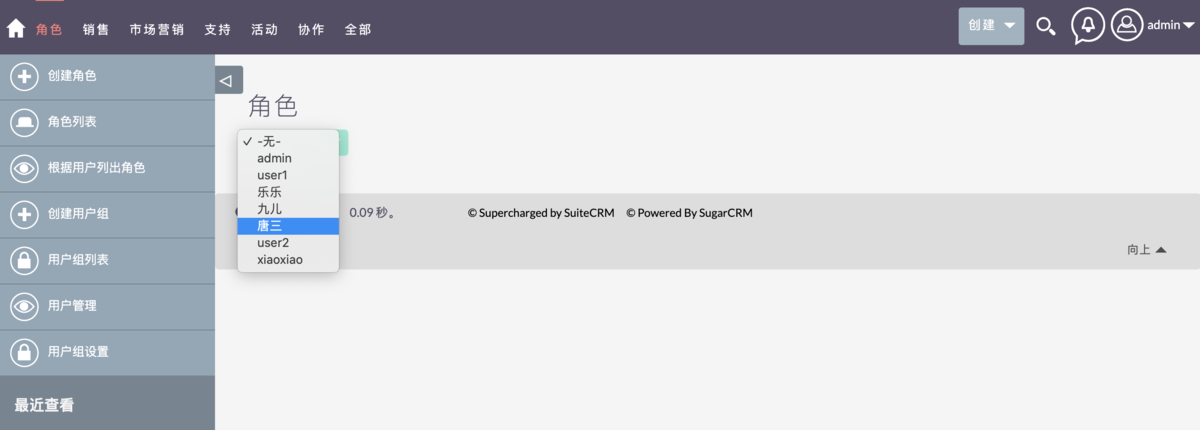 角色 销售 市场营销 支持 活动 协作 全部 创建 admin
创建角色
角色列表
根据用户列出角色
创建用户组
用户组列表
用户管理
用户组设置
最近查看
角色
-无-
admin
user1
乐乐
九儿
唐三
user2
xiaoxiao
0.09 秒。 © Supercharged by SuiteCRM © Powered By SugarCRM
向上